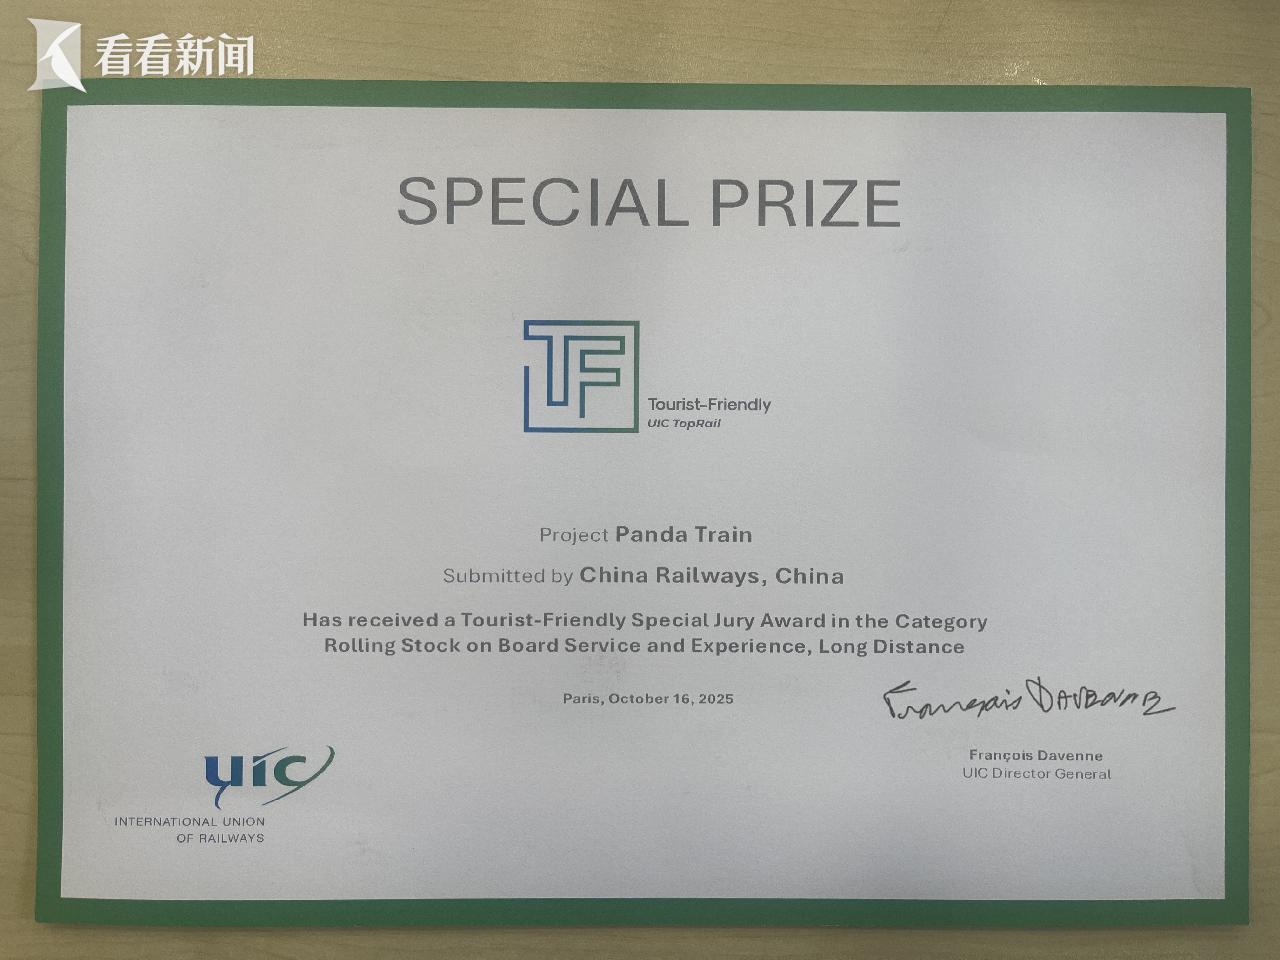 看看新闻
SPECIAL PRIZE
TF
Tourist-Friendly
UIC TopRail
Project Panda Train
Submitted by China Railways, China
Has received a Tourist-Friendly Special Jury Award in the Category
Rolling Stock on Board Service and Experience, Long Distance
Paris, October 16, 2025
François Davenne
François Davenne
UIC Director General
uic
INTERNATIONAL UNION
OF RAILWAYS